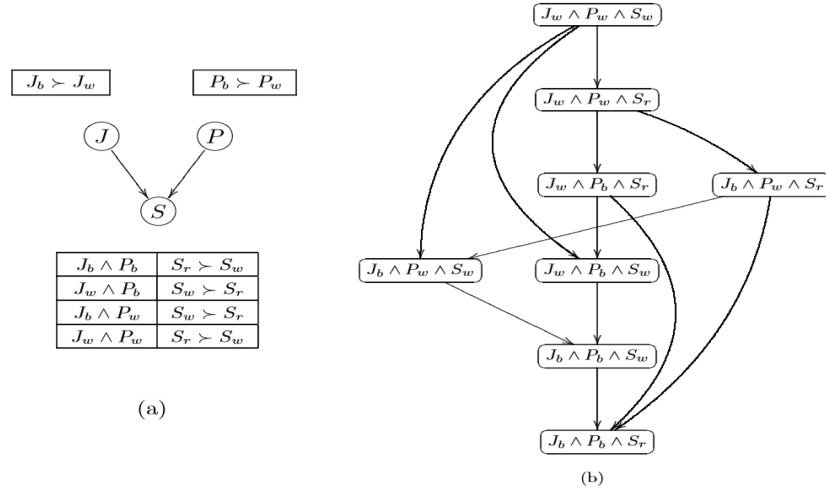 J_b ≻ J_w
P_b ≻ P_w
J
P
S
J_b ∧ P_b S_r ≻ S_w
J_w ∧ P_b S_w ≻ S_r
J_b ∧ P_w S_w ≻ S_r
J_w ∧ P_w S_r ≻ S_w
(a)
J_w ∧ P_w ∧ S_w
J_w ∧ P_w ∧ S_r
J_w ∧ P_b ∧ S_r
J_b ∧ P_w ∧ S_r
J_b ∧ P_w ∧ S_w
J_w ∧ P_b ∧ S_w
J_b ∧ P_b ∧ S_w
J_b ∧ P_b ∧ S_r
(b)